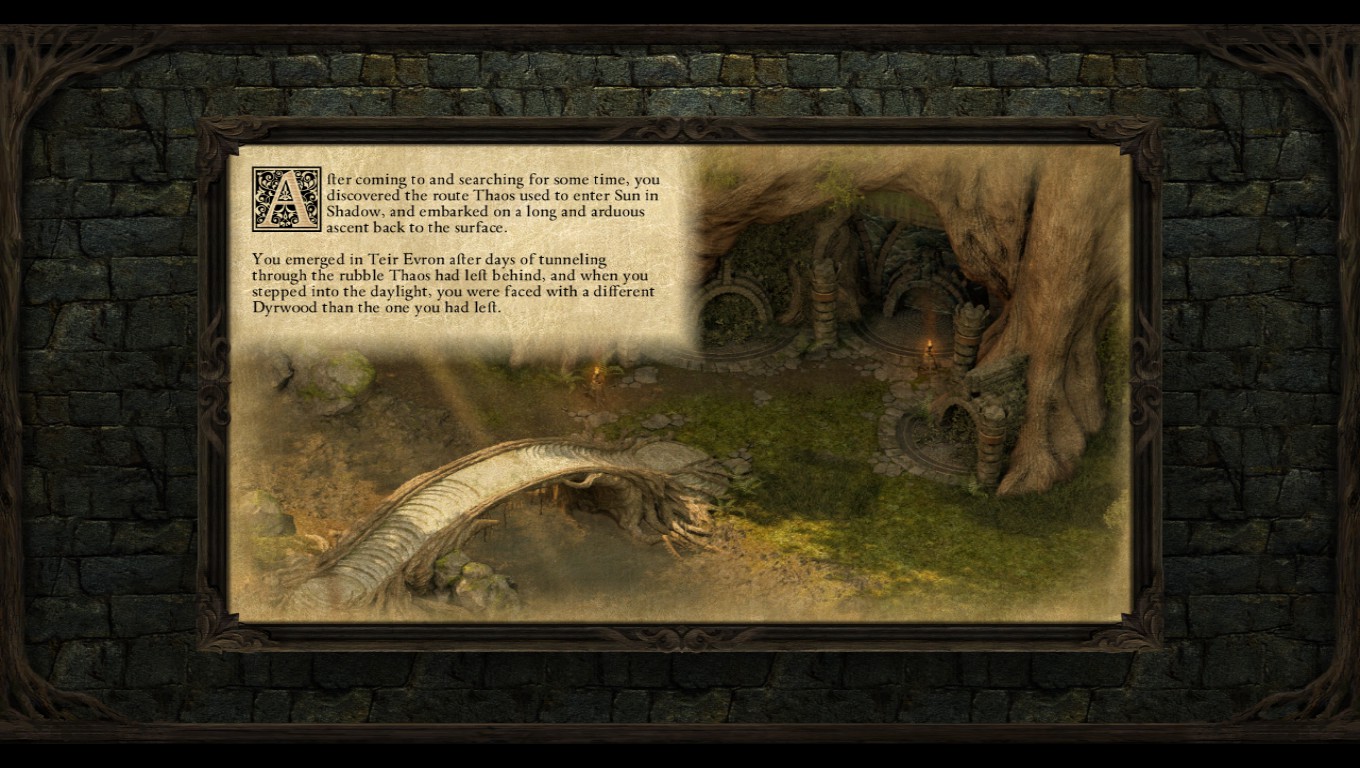 After coming to and searching for some time, you
discovered the route Thaos used to enter Sun in
Shadow, and embarked on a long and arduous
ascent back to the surface.
You emerged in Teir Evron after days of tunneling
through the rubble Thaos had left behind, and when you
stepped into the daylight, you were faced with a different
Dyrwood than the one you had left.